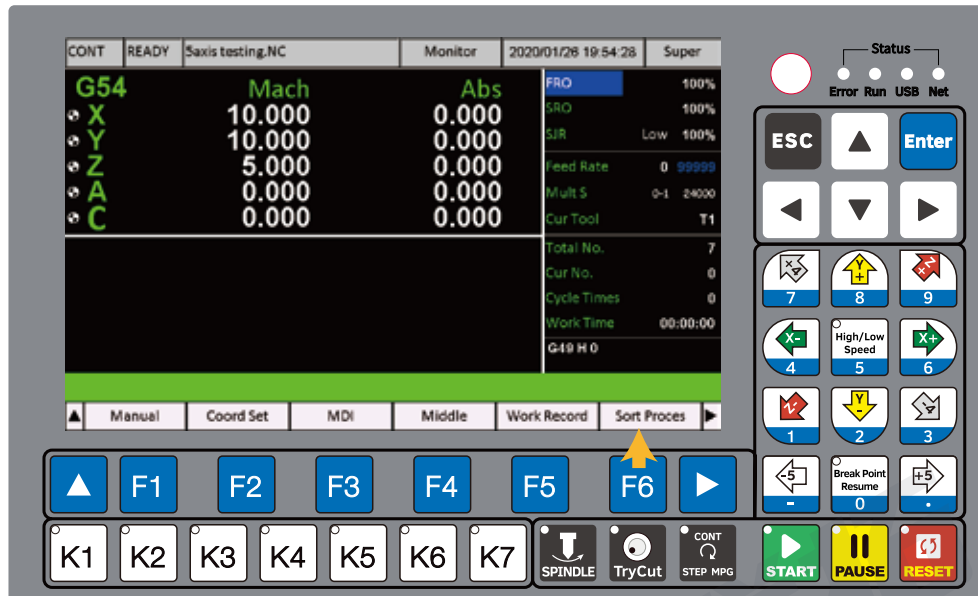 CONT READY 5axis testing.NC Monitor 2020/01/26 19:54:28 Super
G54 Mach Abs
X 10.000 0.000
Y 10.000 0.000
Z 5.000 0.000
A 0.000 0.000
C 0.000 0.000
FRO 100%
SRO 100%
SJR Low 100%
Feed Rate 0 99999
Mult S 0-1 24000
Cur Tool T1
Total No. 7
Cur No. 0
Cycle Times 0
Work Time 00:00:00
G49 H 0
Manual Coord Set MDI Middle Work Record Sort Proces
F1 F2 F3 F4 F5 F6
K1 K2 K3 K4 K5 K6 K7
SPINDLE TryCut CONT STEP MPG
Status
Error Run USB Net
ESC Enter
7 Y+ 8 9
X- 4 High/Low Speed 5 X+ 6
1 Y- 2 3
-5 - Break Point Resume 0 +5 .
START PAUSE RESET